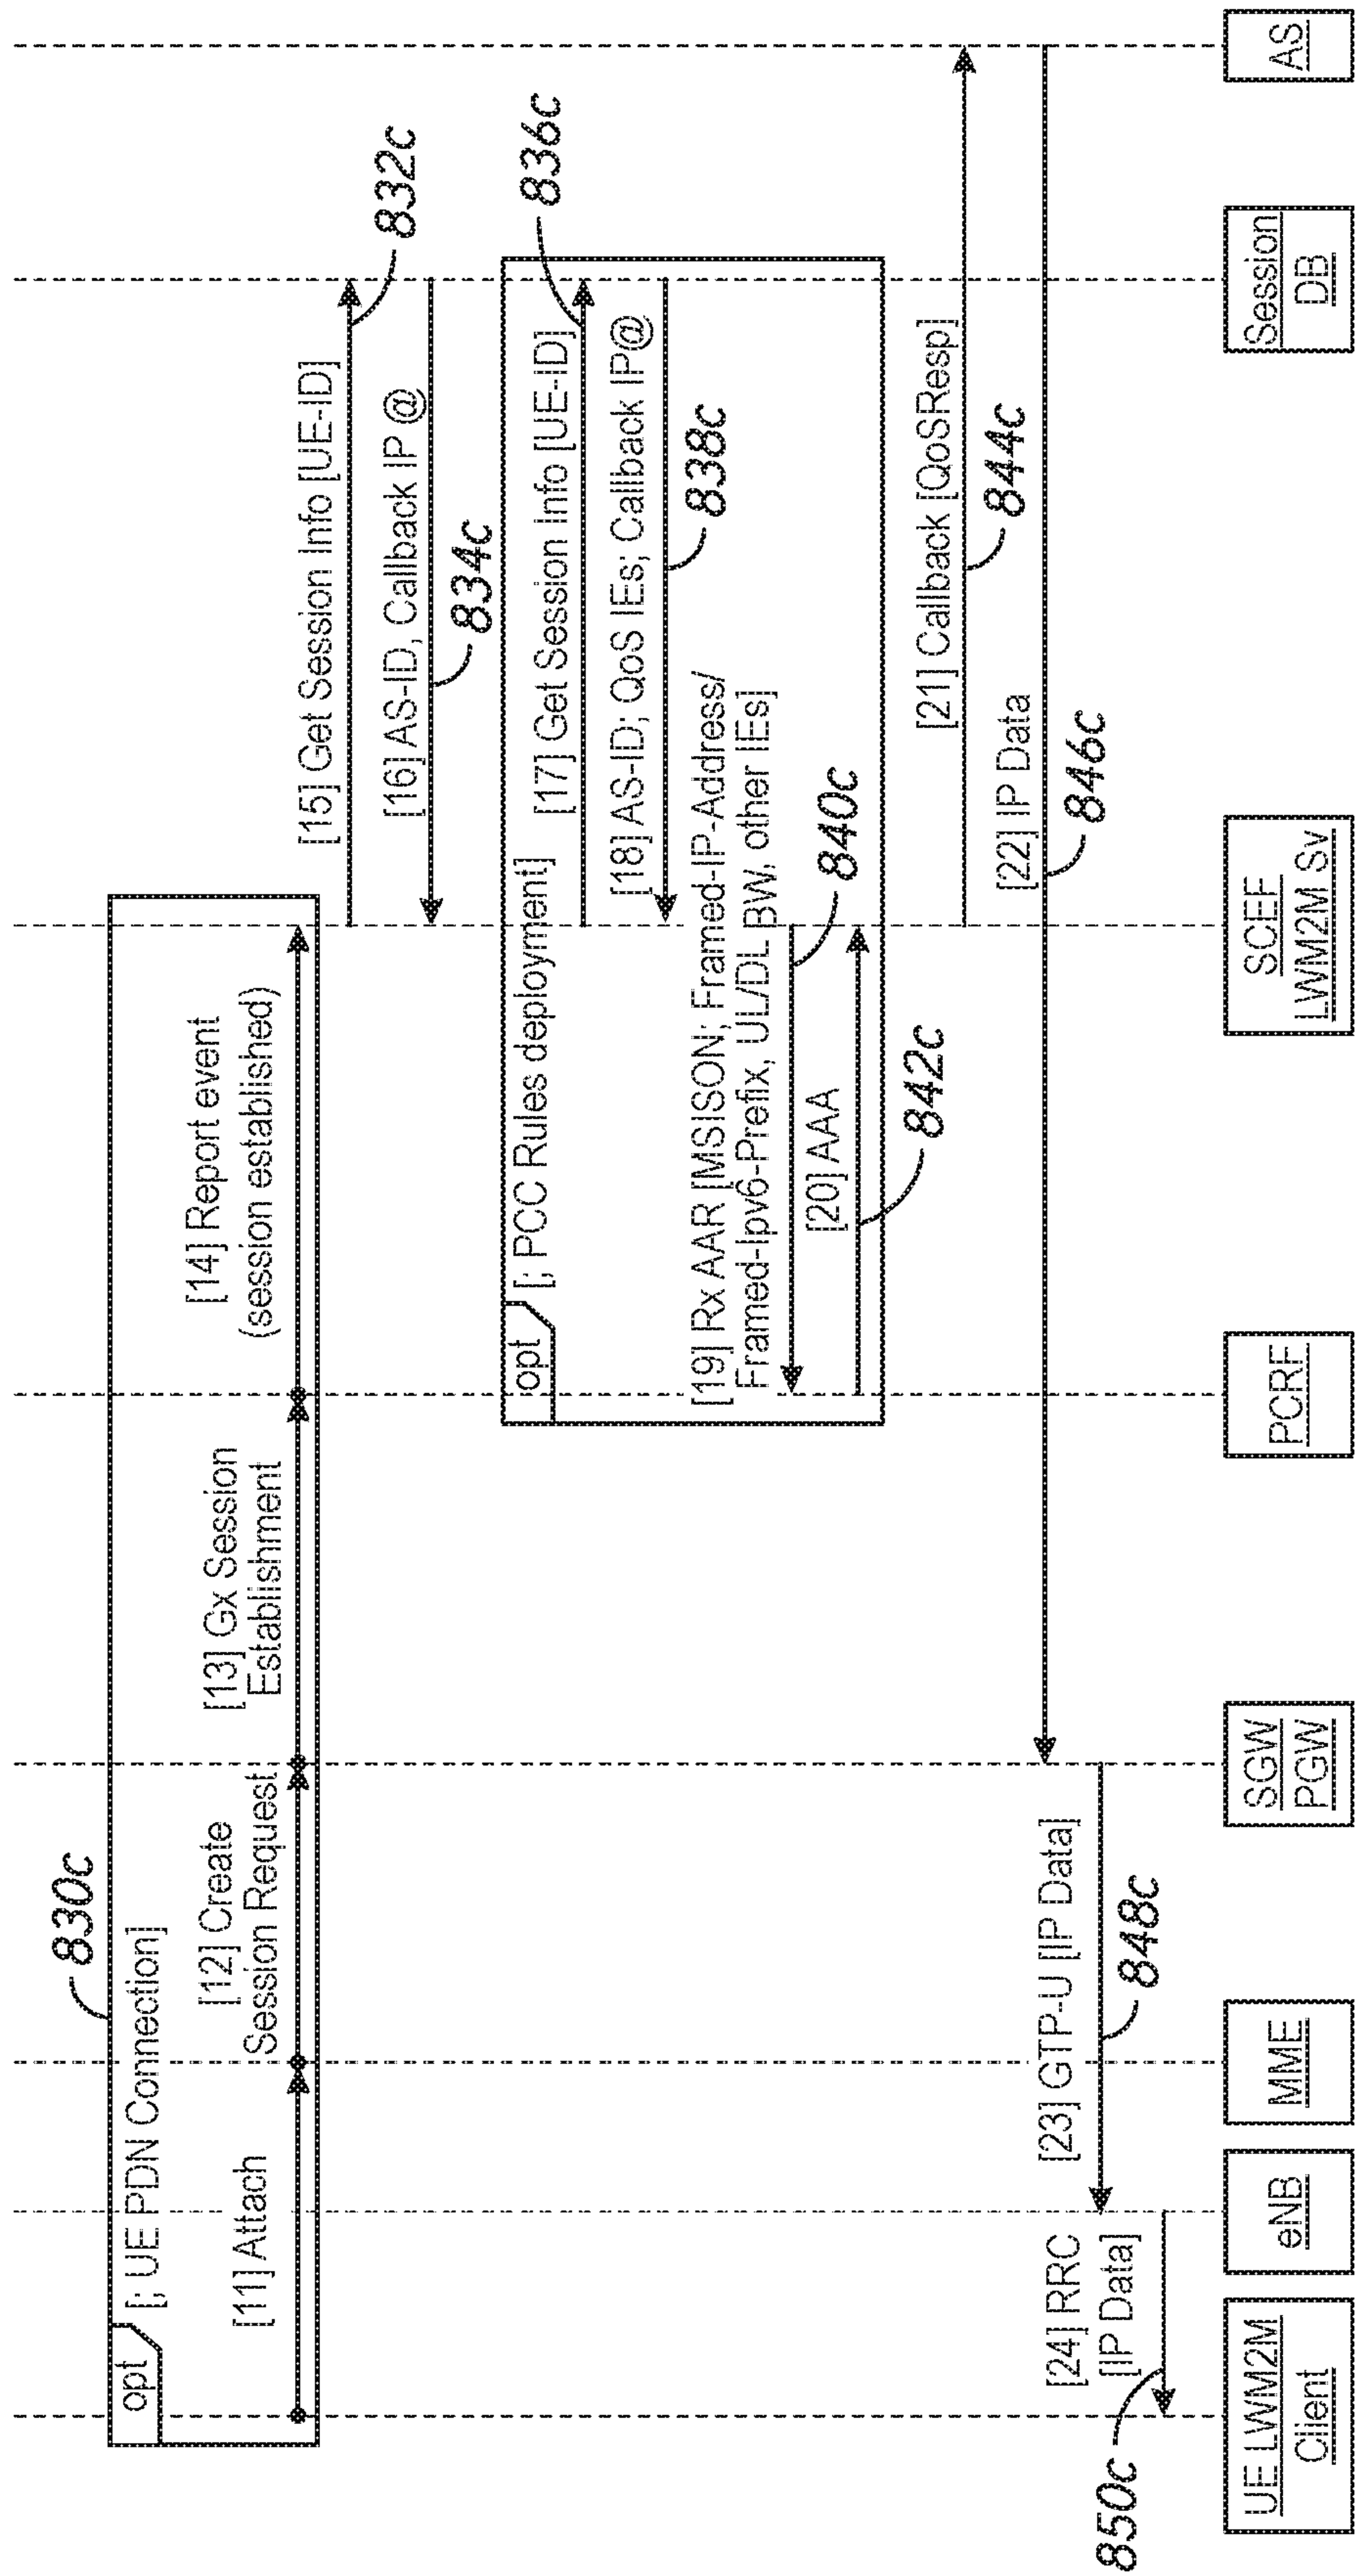 830c
opt
[; UE PDN Connection]
[11] Attach
[12] Create
Session Request
[13] Gx Session
Establishment
[14] Report event
(session established)
[15] Get Session Info [UE-ID]
832c
[16] AS-ID, Callback IP @
834c
opt
[; PCC Rules deployment]
836c
[17] Get Session Info [UE-ID]
[18] AS-ID; QoS IEs; Callback IP@
838c
[19] Rx AAR [MSISON; Framed-IP-Address/
Framed-Ipv6-Prefix, UL/DL BW, other IEs]
840c
[20] AAA
842c
[21] Callback [QoSResp]
844c
[22] IP Data
846c
[23] GTP-U [IP Data]
848c
[24] RRC
[IP Data]
850c
UE LWM2M
Client
eNB
MME
SGW
PGW
PCRF
SCEF
LWM2M Sv
Session
DB
AS